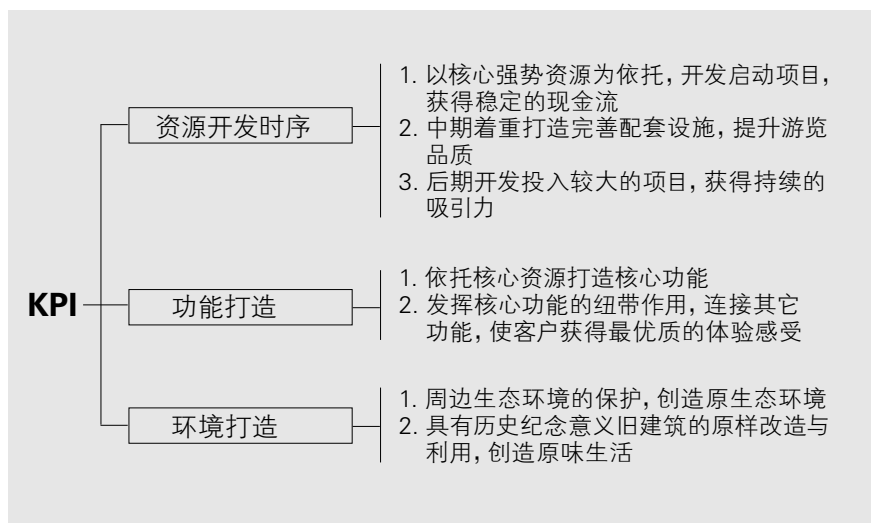 资源开发时序
1. 以核心强势资源为依托，开发启动项目，
获得稳定的现金流
2. 中期着重打造完善配套设施，提升游览
品质
3. 后期开发投入较大的项目，获得持续的
吸引力
KPI
功能打造
1. 依托核心资源打造核心功能
2. 发挥核心功能的纽带作用，连接其它
功能，使客户获得最优质的体验感受
环境打造
1. 周边生态环境的保护，创造原生态环境
2. 具有历史纪念意义旧建筑的原样改造与
利用，创造原味生活